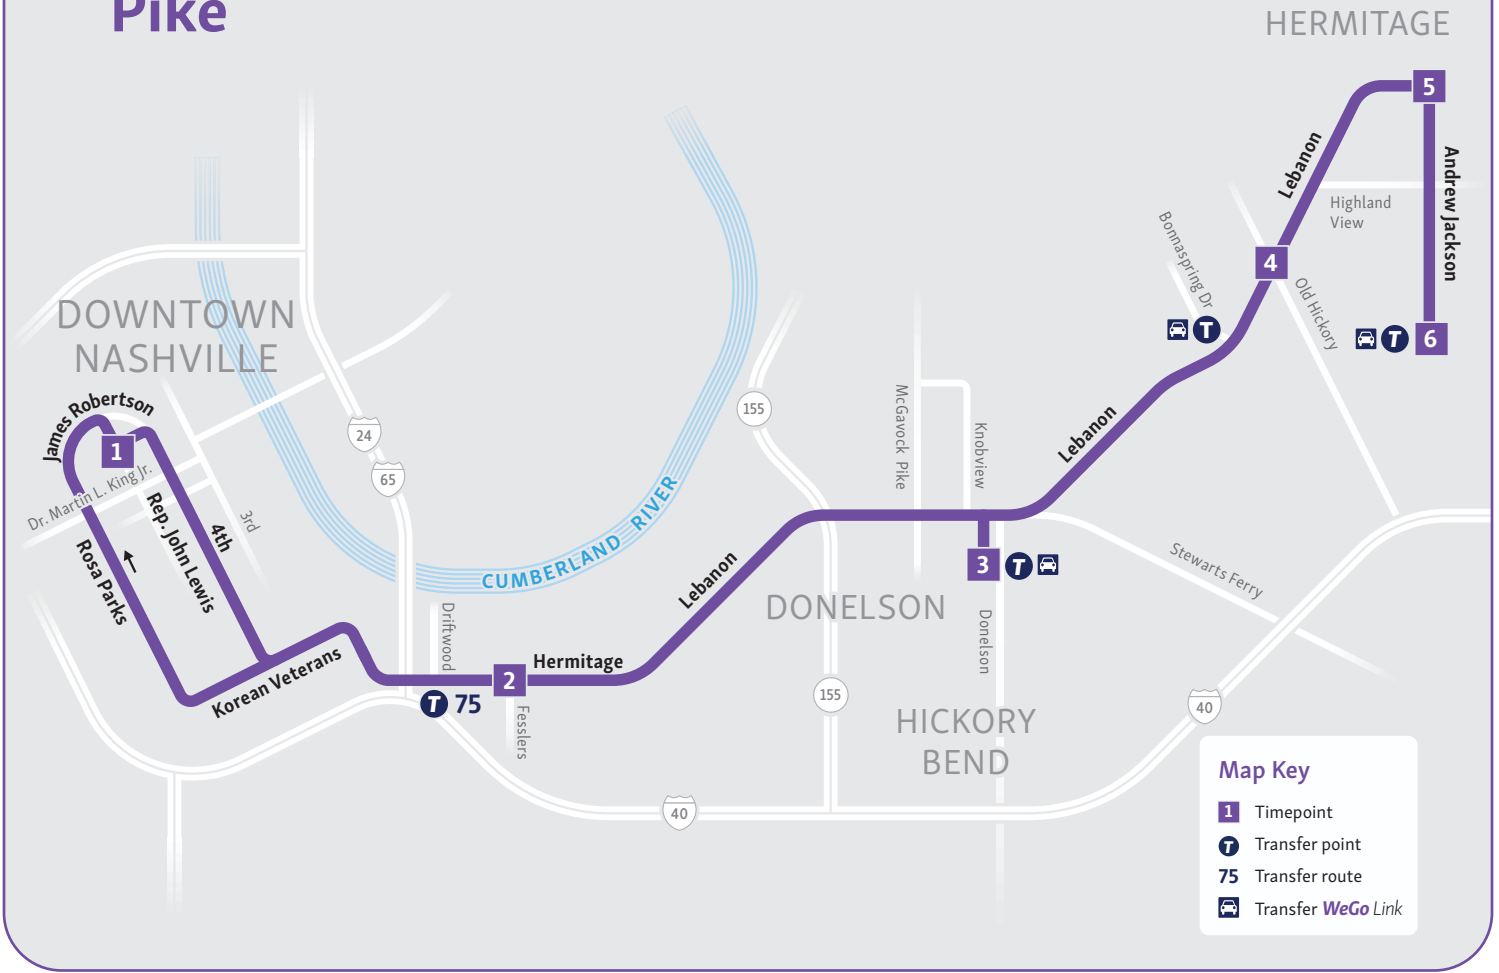 Pike
HERMITAGE
5
Lebanon
Andrew Jackson
Highland
View
Bonnaspring Dr
4
Old Hickory
T
T
6
DOWNTOWN
NASHVILLE
James Robertson
1
Dr. Martin L. King Jr.
Rep. John Lewis
4th
3rd
Rosa Parks
Korean Veterans
24
65
CUMBERLAND RIVER
155
McGavock Pike
Knobview
Lebanon
Lebanon
3
T
Stewarts Ferry
DONELSON
Donelson
Driftwood
2
Hermitage
T 75
Fesslers
155
HICKORY
BEND
40
40
Map Key
1 Timepoint
T Transfer point
75 Transfer route
Transfer WeGo Link